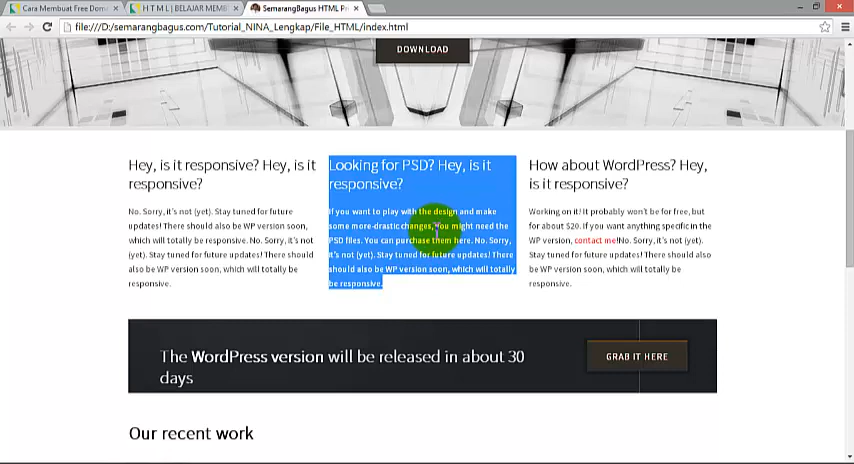 Cara Membuat Free Dom
H T M L | BELAJAR MEMB
SemarangBagus HTML Pr
file:///D:/semarangbagus.com/Tutorial_NINA_Lengkap/File_HTML/index.html
DOWNLOAD
Hey, is it responsive? Hey, is it
responsive?
No. Sorry, it's not (yet). Stay tuned for future
updates! There should also be WP version soon,
which will totally be responsive. No. Sorry, it's not
(yet). Stay tuned for future updates! There should
also be WP version soon, which will totally be
responsive.
Looking for PSD? Hey, is it
responsive?
If you want to play with the design and make
some more-drastic changes, You might need the
PSD files. You can purchase them here. No. Sorry,
it's not (yet). Stay tuned for future updates! There
should also be WP version soon, which will totally
be responsive.
How about WordPress? Hey,
is it responsive?
Working on it! It probably won't be for free, but
for about $20. If you want anything specific in the
WP version, contact me!No. Sorry, it's not (yet).
Stay tuned for future updates! There should also
be WP version soon, which will totally be
responsive.
The WordPress version will be released in about 30
days
GRAB IT HERE
Our recent work